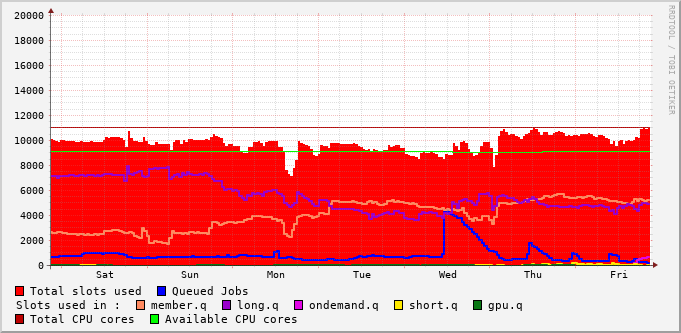 RRDTOOL / TOBI OETIKER
20000
18000
16000
14000
12000
10000
8000
6000
4000
2000
0
Sat Sun Mon Tue Wed Thu Fri
Total slots used Queued Jobs
Slots used in : member.q long.q ondemand.q short.q gpu.q
Total CPU cores Available CPU cores